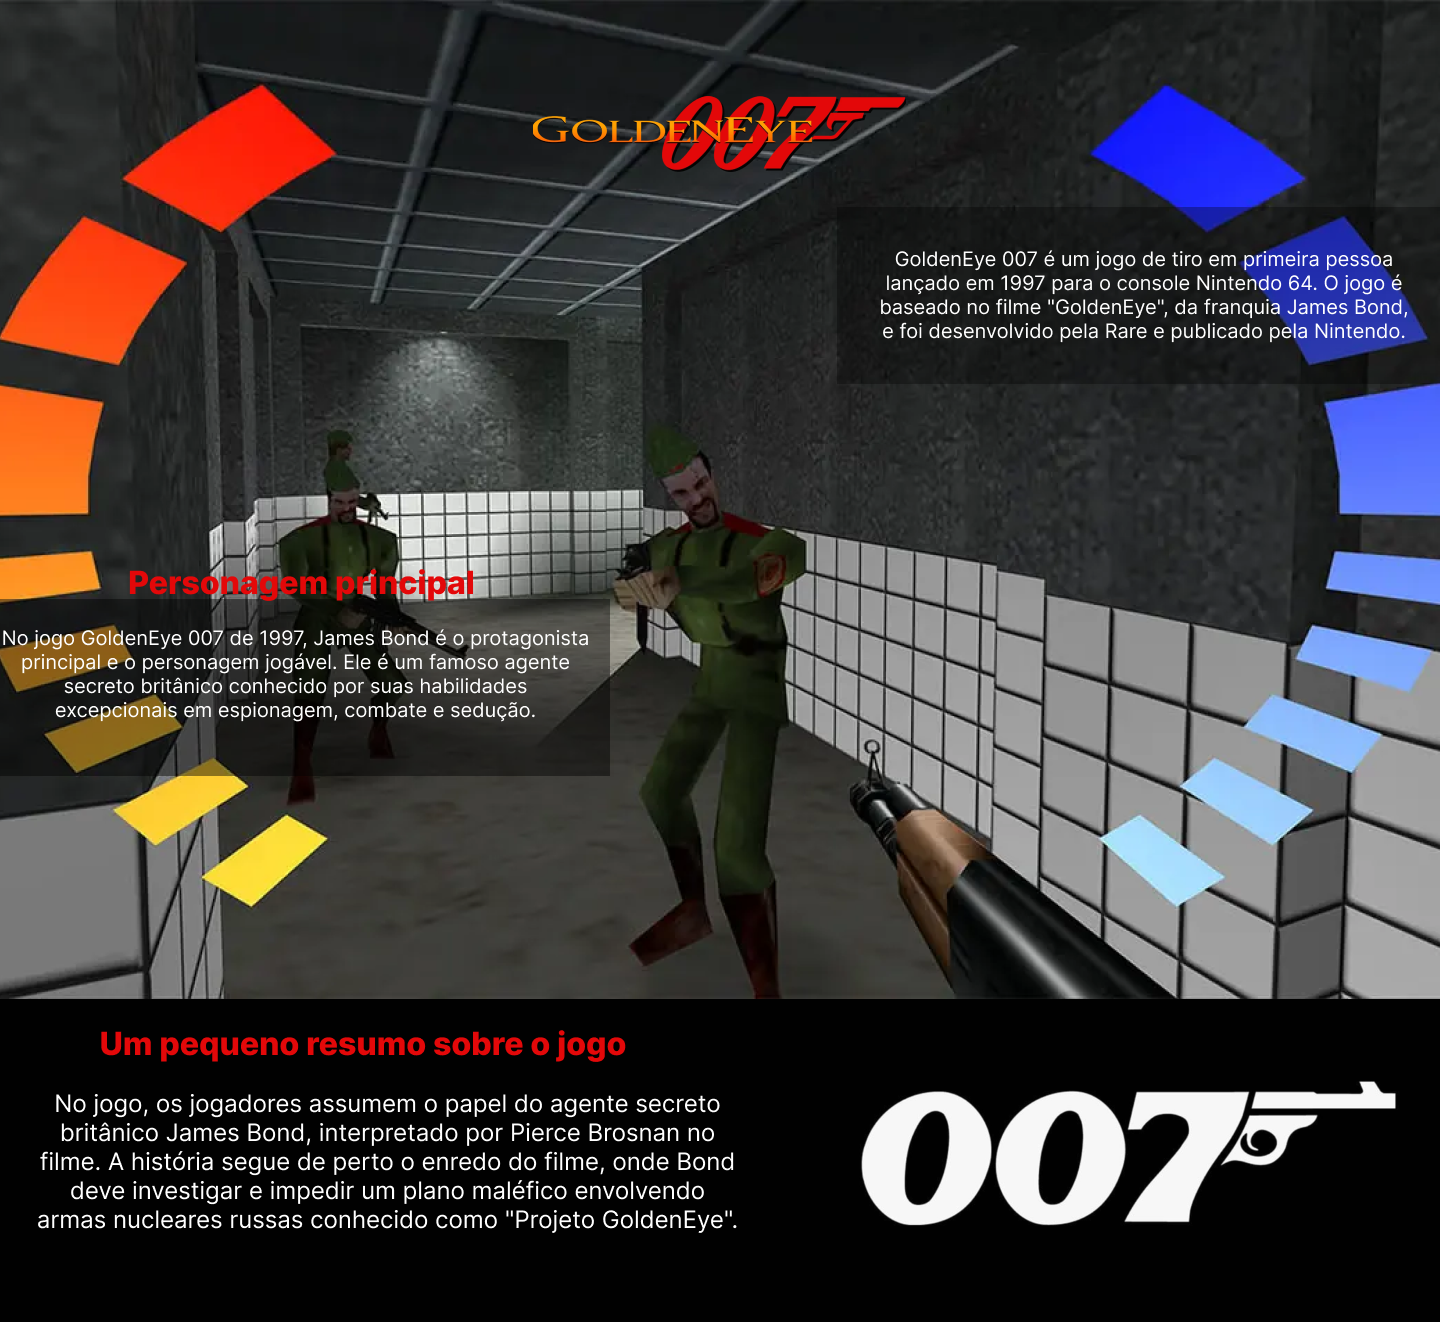 GOLDENEYE 007
GoldenEye 007 é um jogo de tiro em primeira pessoa
lançado em 1997 para o console Nintendo 64. O jogo é
baseado no filme "GoldenEye", da franquia James Bond,
e foi desenvolvido pela Rare e publicado pela Nintendo.
Personagem principal
No jogo GoldenEye 007 de 1997, James Bond é o protagonista
principal e o personagem jogável. Ele é um famoso agente
secreto britânico conhecido por suas habilidades
excepcionais em espionagem, combate e sedução.
Um pequeno resumo sobre o jogo
No jogo, os jogadores assumem o papel do agente secreto
britânico James Bond, interpretado por Pierce Brosnan no
filme. A história segue de perto o enredo do filme, onde Bond
deve investigar e impedir um plano maléfico envolvendo
armas nucleares russas conhecido como "Projeto GoldenEye".
007